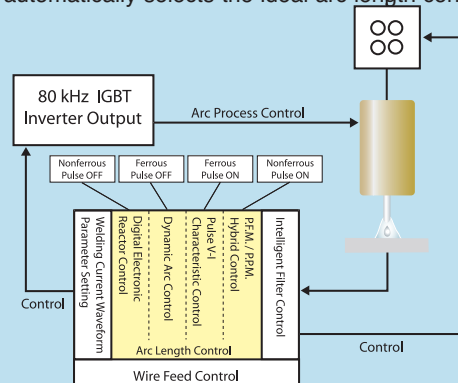 automatically selects the ideal arc length con
80 kHz IGBT
Inverter Output
Arc Process Control
Nonferrous
Pulse OFF
Ferrous
Pulse OFF
Ferrous
Pulse ON
Nonferrous
Pulse ON
Welding Current Waveform
Parameter Setting
Digital Electronic
Reactor Control
Dynamic Arc Control
Pulse V-I
Characteristic Control
P.F.M./ P.P.M.
Hybrid Control
Intelligent Filter Control
Arc Length Control
Control
Control
Wire Feed Control